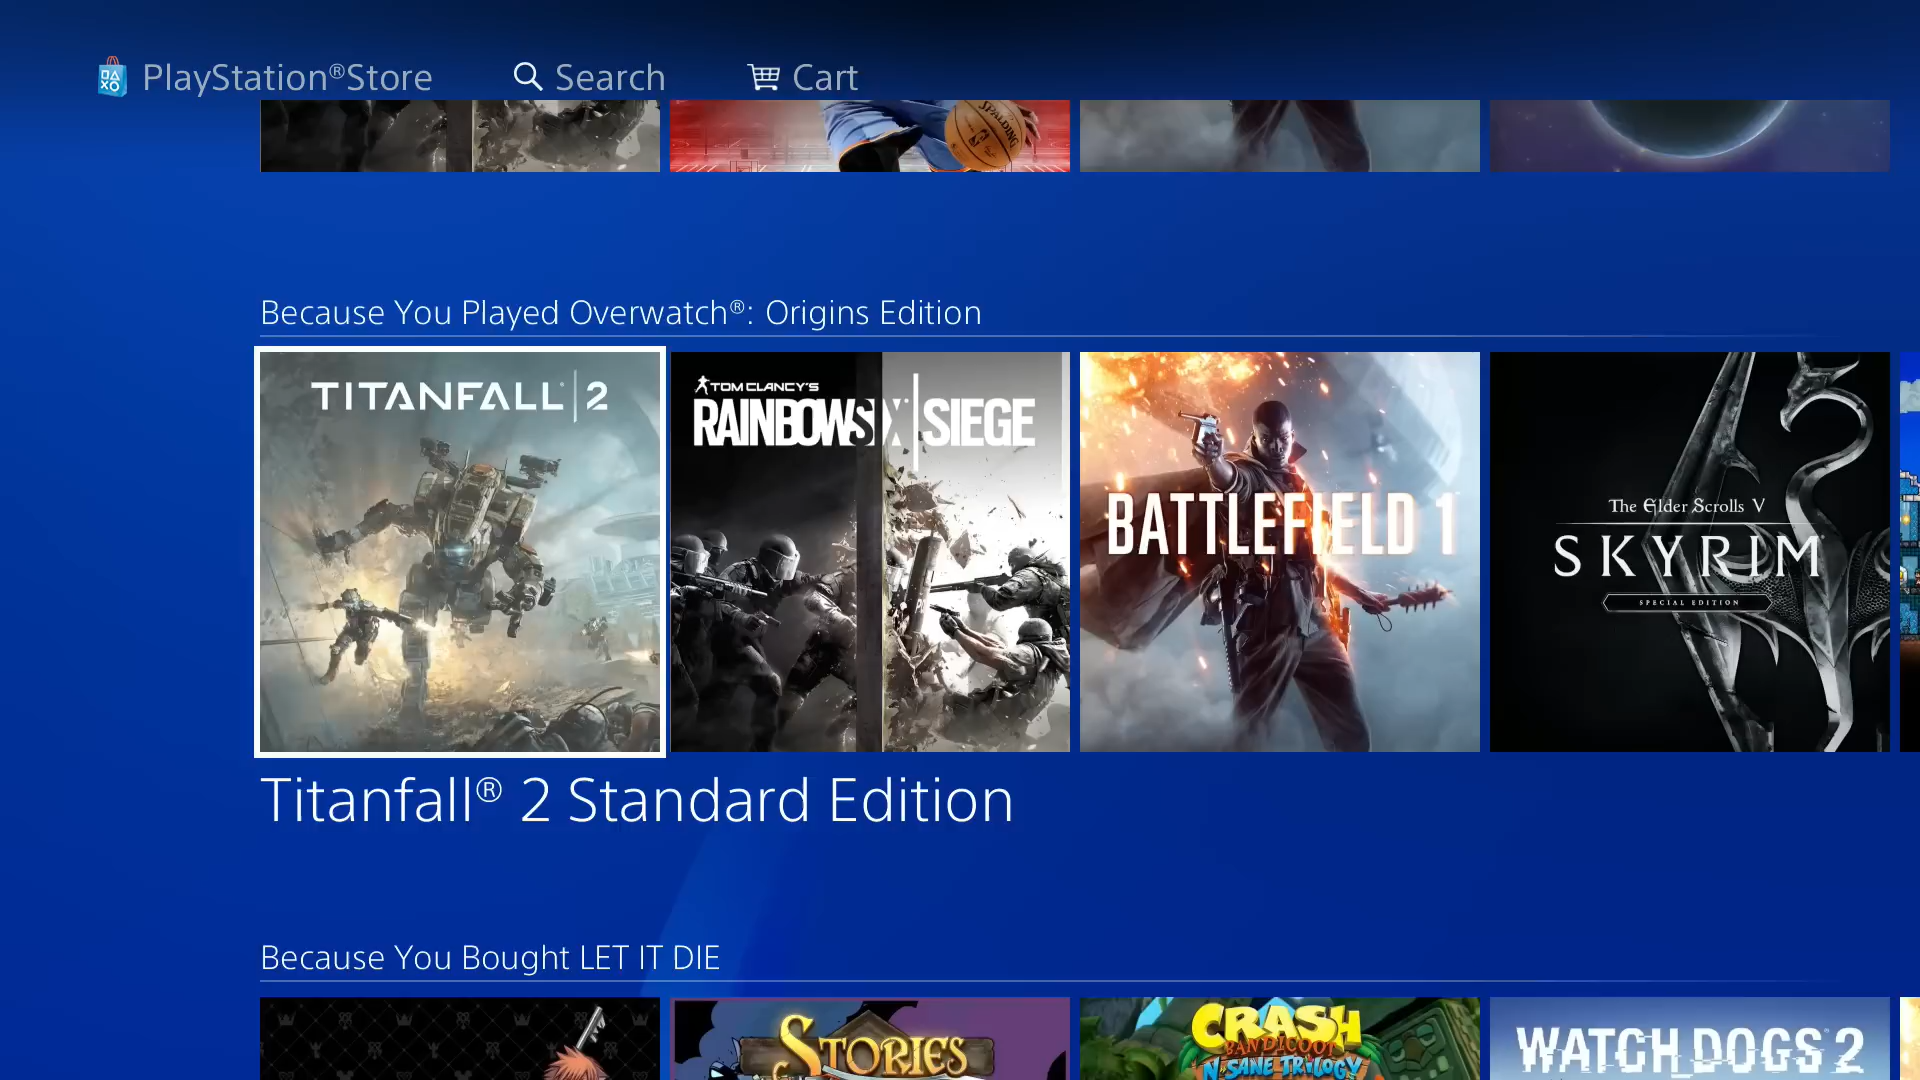 PlayStation®Store Search Cart
SPALDING
Because You Played Overwatch®: Origins Edition
TITANFALL® | 2
TOM CLANCY'S
RAINBOW SIX | SIEGE
BATTLEFIELD 1
The Elder Scrolls V
SKYRIM
SPECIAL EDITION
Titanfall® 2 Standard Edition
Because You Bought LET IT DIE
STORIES
CRASH
BANDICOOT
N. SANE TRILOGY
WATCH_DOGS® 2